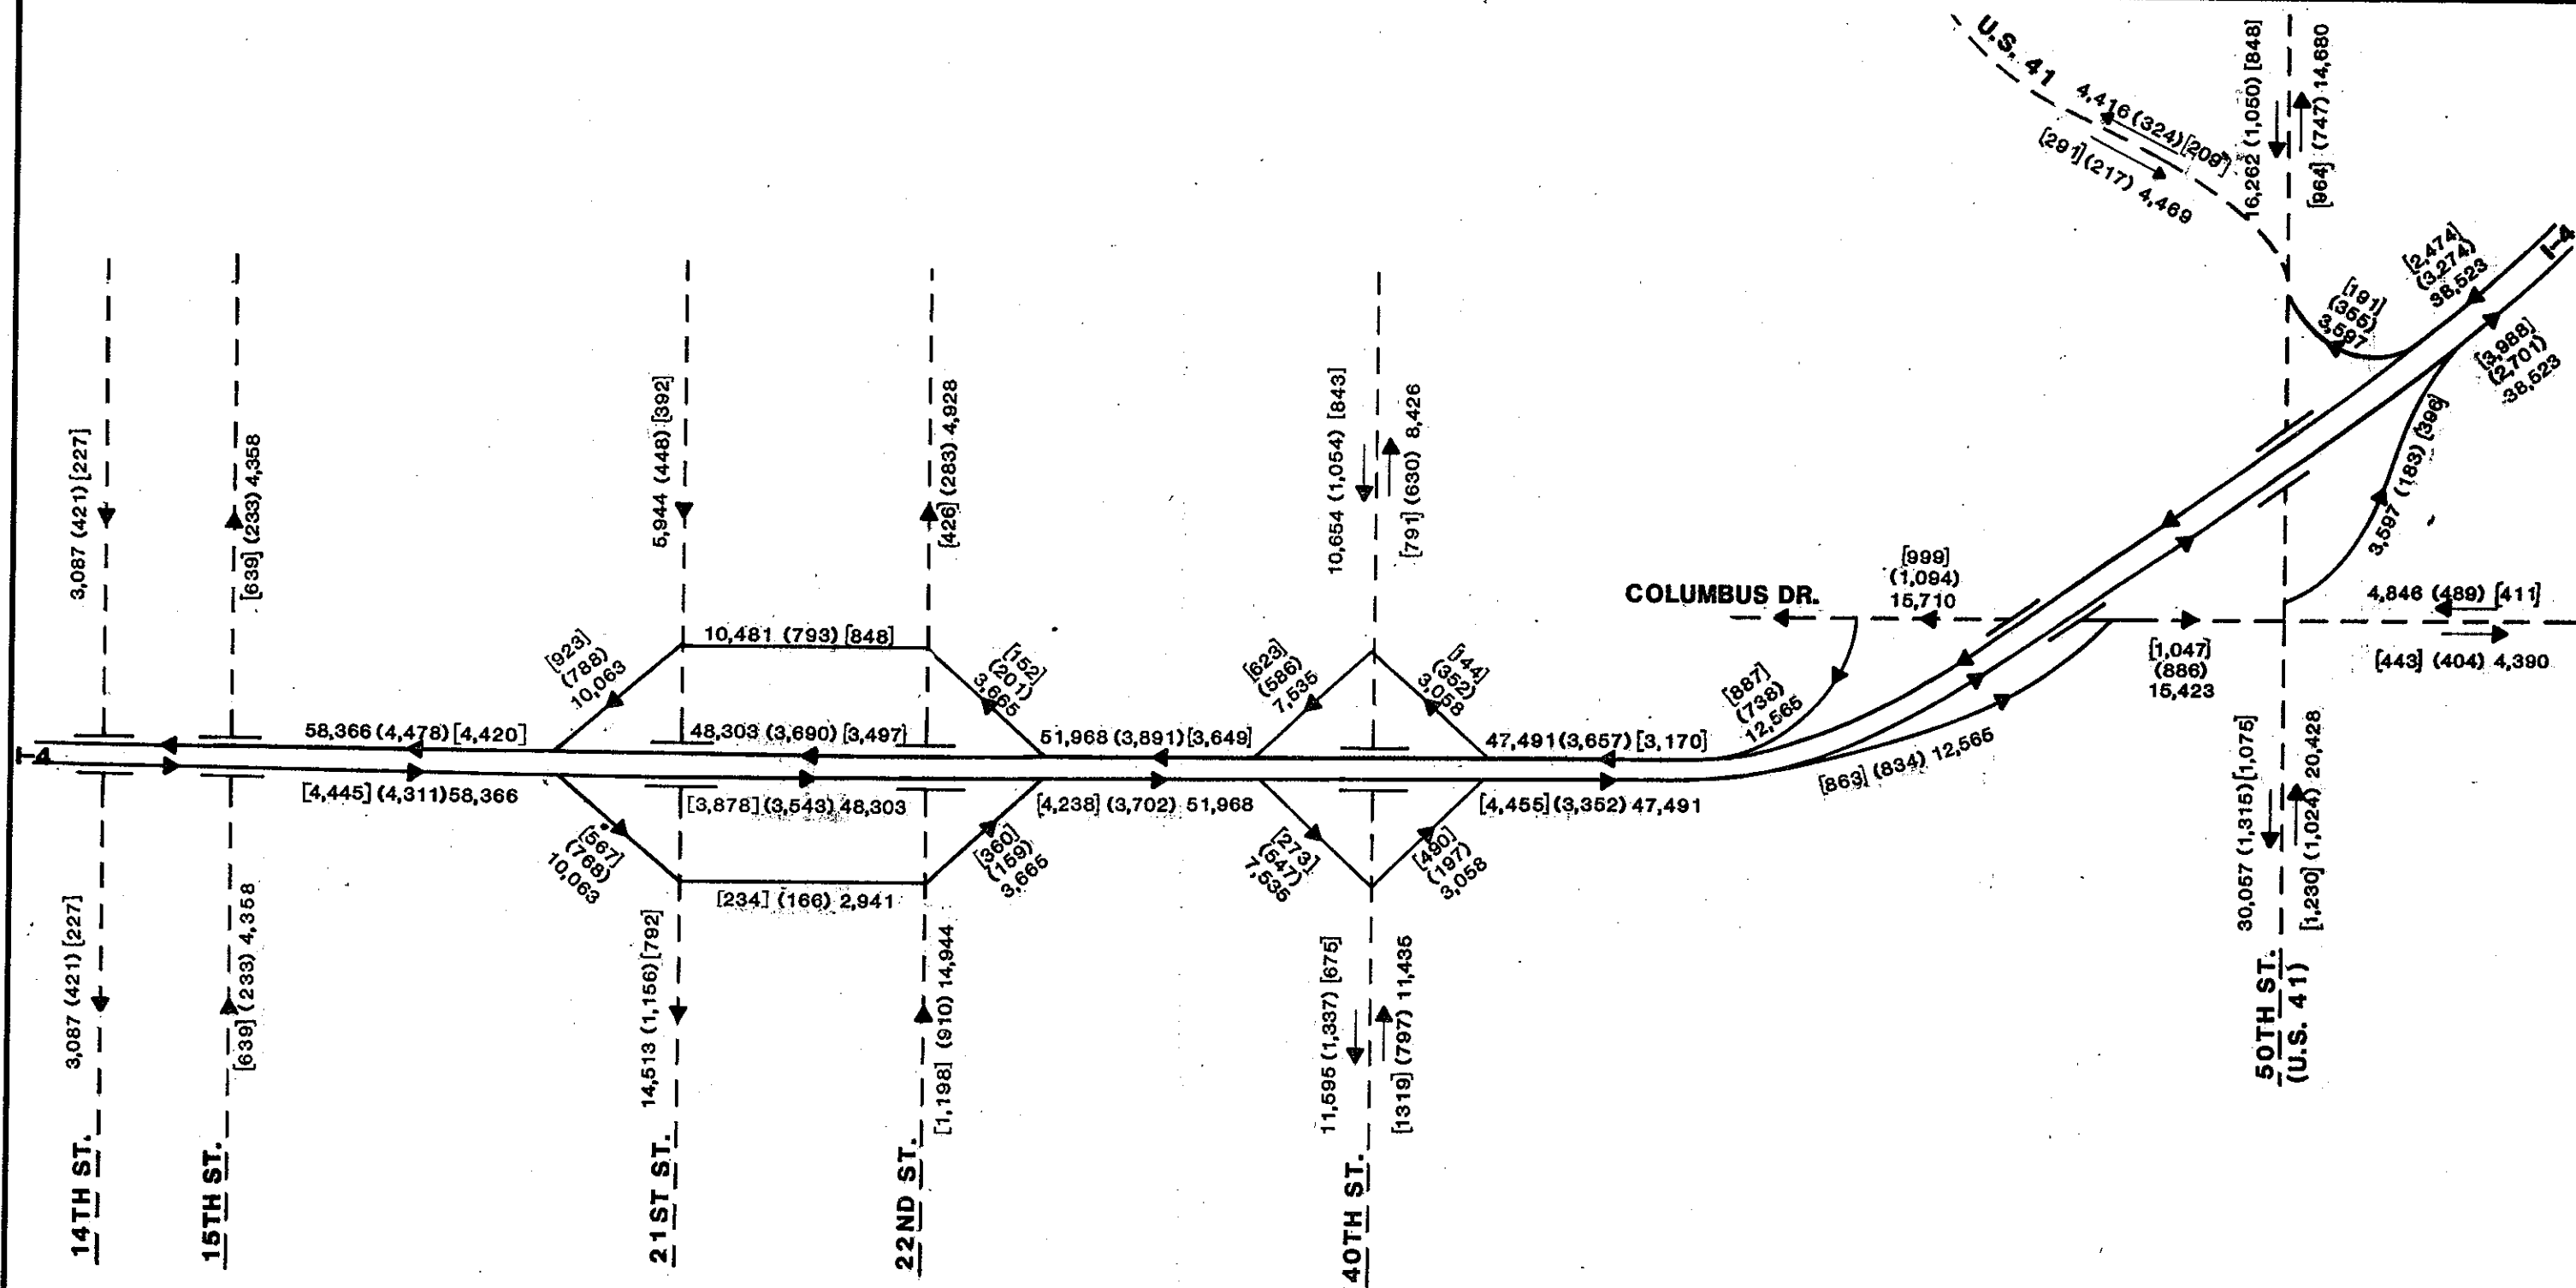 U.S. 41
4,416 (324) [209]
[291] (217) 4,469
16,262 (1,050) [848]
[964] (747) 14,680
I-4
[2,474]
(3,274)
38,523
[191]
(355)
3,597
[3,988]
(2,701)
38,523
3,597 (183) [396]
3,087 (421) [227]
[639] (233) 4,358
5,944 (448) [392]
[426] (283) 4,928
10,654 (1,054) [843]
[791] (630) 8,426
COLUMBUS DR.
[999]
(1,094)
15,710
4,846 (489) [411]
[443] (404) 4,390
[1,047]
(886)
15,423
[923]
(788)
10,063
10,481 (793) [848]
[152]
(201)
3,665
[623]
(586)
7,535
[144]
(352)
3,058
[887]
(738)
12,565
I-4
58,366 (4,478) [4,420]
48,303 (3,690) [3,497]
51,968 (3,891) [3,649]
47,491 (3,657) [3,170]
[4,445] (4,311) 58,366
[3,878] (3,543) 48,303
[4,238] (3,702) 51,968
[4,455] (3,352) 47,491
[863] (834) 12,565
[567]
(768)
10,063
[234] (166) 2,941
[360]
(159)
3,665
[273]
(547)
7,535
[490]
(197)
3,058
3,087 (421) [227]
[639] (233) 4,358
14,513 (1,156) [792]
[1,198] (910) 14,944
11,595 (1,337) [675]
[1319] (797) 11,435
30,057 (1,315) [1,075]
[1,230] (1,024) 20,428
14TH ST.
15TH ST.
21ST ST.
22ND ST.
40TH ST.
50TH ST.
(U.S. 41)